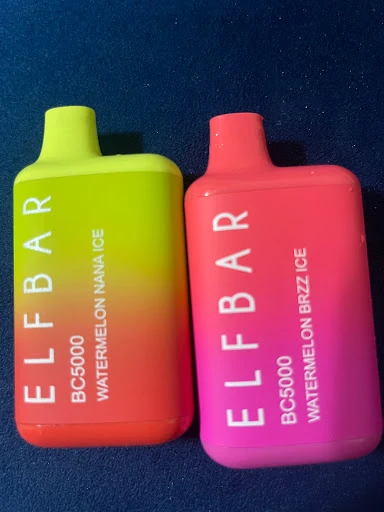 ELFBAR
BC5000
WATERMELON NANA ICE
ELFBAR
BC5000
WATERMELON BRZZ ICE